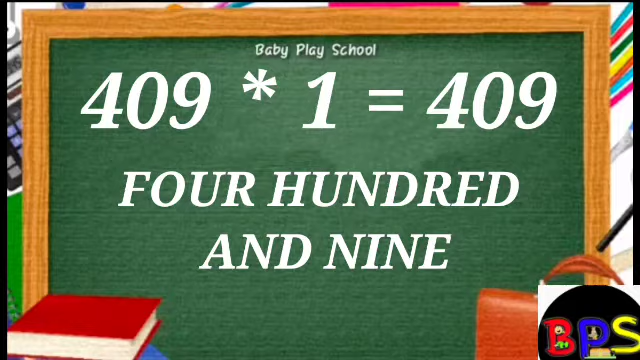 Baby Play School
409 * 1 = 409
FOUR HUNDRED
AND NINE
BPS